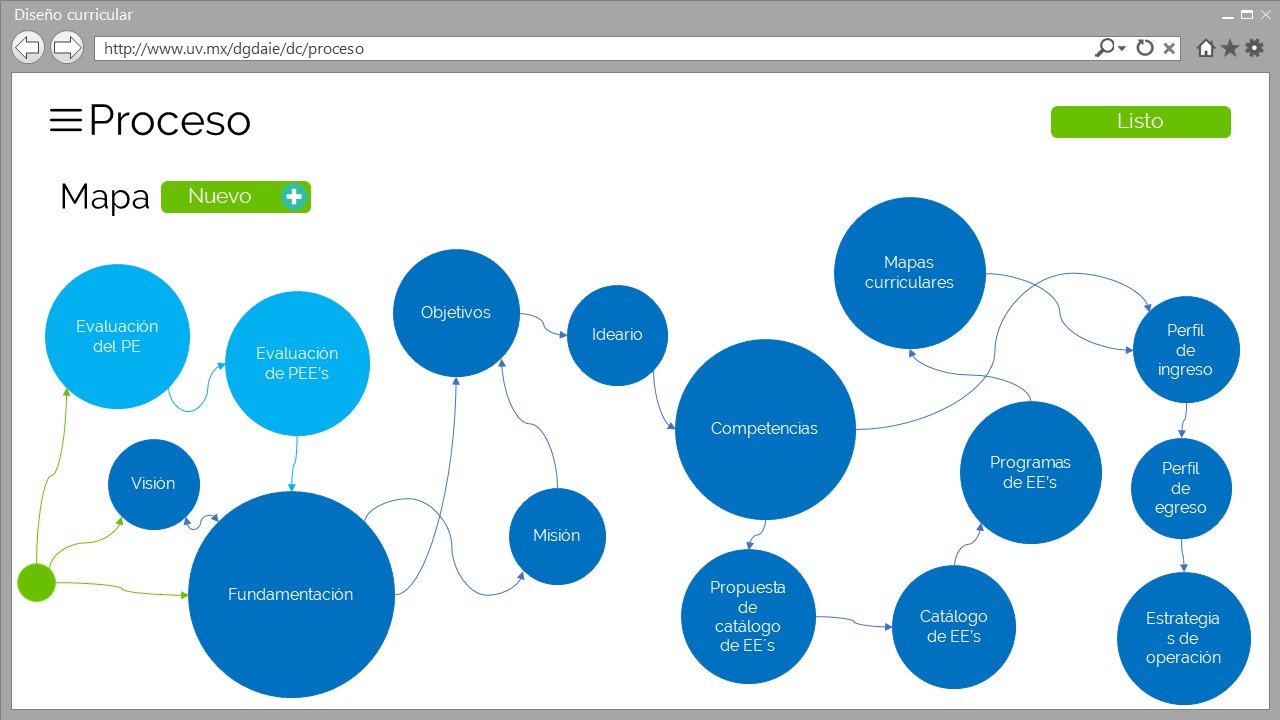 Diseño curricular
http://www.uv.mx/dgdaie/dc/proceso
Proceso
Listo
Mapa
Nuevo
Evaluación
del PE
Evaluación
de PEE's
Visión
Fundamentación
Objetivos
Misión
Ideario
Competencias
Propuesta
de
catálogo
de EE´s
Catálogo
de EE's
Programas
de EE's
Mapas
curriculares
Perfil
de
ingreso
Perfil
de
egreso
Estrategia
s de
operación